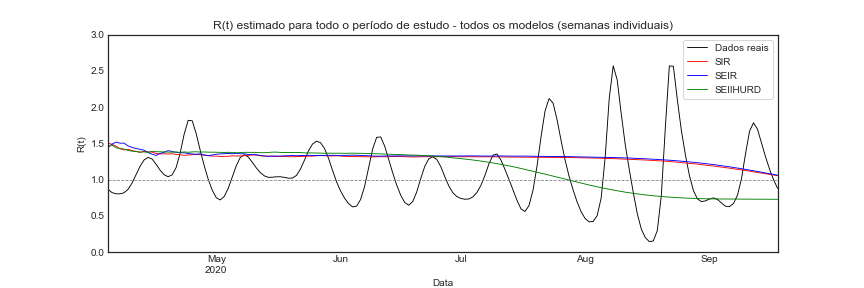 R(t) estimado para todo o período de estudo - todos os modelos (semanas individuais)
3.0
2.5
2.0
1.5
1.0
0.5
0.0
R(t)
Dados reais
SIR
SEIR
SEIIHURD
May
2020
Jun
Jul
Aug
Sep
Data